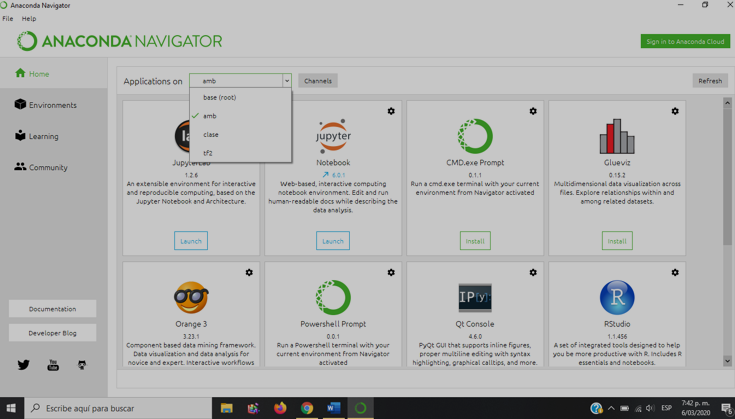 Anaconda Navigator
File Help
ANACONDA NAVIGATOR
Sign in to Anaconda Cloud
Home
Environments
Learning
Community
Applications on
amb
Channels
Refresh
base (root)
amb
clase
tf2
JupyterLab
1.2.6
An extensible environment for interactive
and reproducible computing, based on the
Jupyter Notebook and Architecture.
Launch
jupyter
Notebook
6.0.1
Web-based, interactive computing
notebook environment. Edit and run
human-readable docs while describing the
data analysis.
Launch
CMD.exe Prompt
0.1.1
Run a cmd.exe terminal with your current
environment from Navigator activated
Install
Glueviz
0.15.2
Multidimensional data visualization across
files. Explore relationships within and
among related datasets.
Install
Orange 3
3.23.1
Component based data mining framework.
Data visualization and data analysis for
novice and expert. Interactive workflows
Powershell Prompt
0.0.1
Run a Powershell terminal with your
current environment from Navigator
activated
IP[y]:
Qt Console
4.6.0
PyQt GUI that supports inline figures,
proper multiline editing with syntax
highlighting, graphical calltips, and more.
R
RStudio
1.1.456
A set of integrated tools designed to help
you be more productive with R. Includes R
essentials and notebooks.
Documentation
Developer Blog
You
Tube
Escribe aquí para buscar
W
ESP
7:42 p. m.
6/03/2020